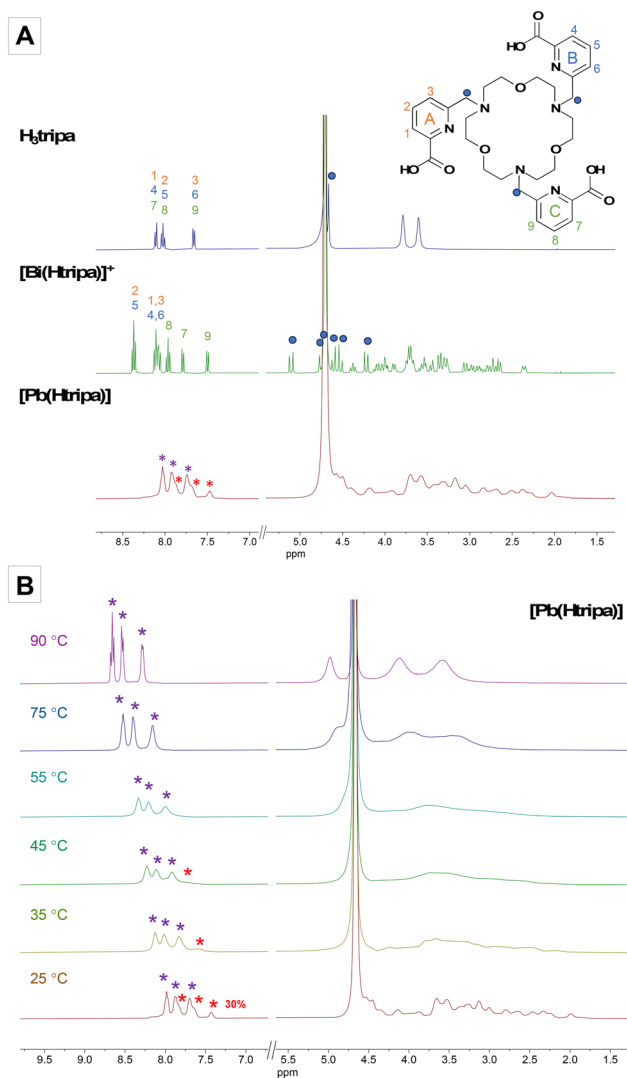 A
O
HO
4
5
B
N
6
3
2
A
1
N
O
HO
N
O
N
O
O
N
O
OH
N
C
9
8
7
H₃tripa
1 2 3
4 5 6
7 8 9
[Bi(Htripa)]⁺
2 1,3
5 4,6 8 7 9
[Pb(Htripa)]
* * * * *
8.5 8.0 7.5 7.0 // 5.0 4.5 4.0 3.5 3.0 2.5 2.0 1.5
ppm
B
[Pb(Htripa)]
90 °C * * *
75 °C * * *
55 °C * * *
45 °C * * * *
35 °C * * * *
25 °C * * * * * * 30%
9.5 9.0 8.5 8.0 7.5 7.0 // 5.5 5.0 4.5 4.0 3.5 3.0 2.5 2.0 1.5
ppm